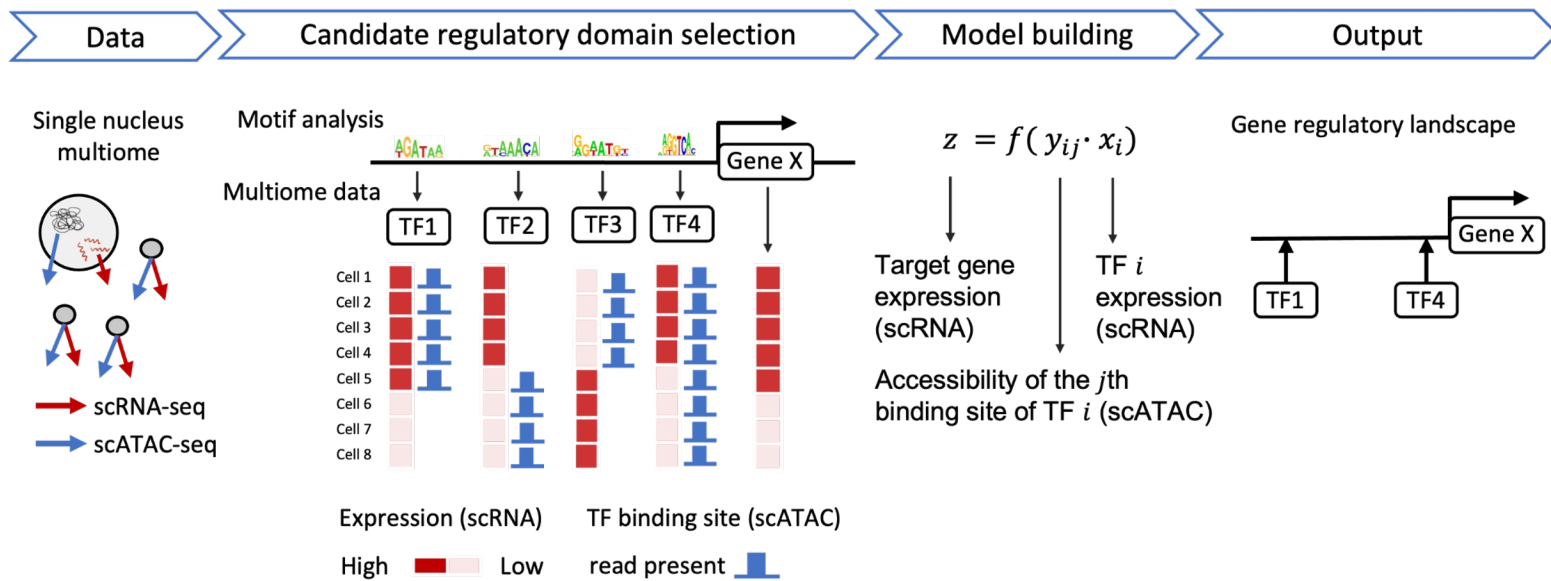 Data
Candidate regulatory domain selection
Model building
Output
Single nucleus
multiome
scRNA-seq
scATAC-seq
Motif analysis
Gene X
Multiome data
TF1
TF2
TF3
TF4
Cell 1
Cell 2
Cell 3
Cell 4
Cell 5
Cell 6
Cell 7
Cell 8
Expression (scRNA)
TF binding site (scATAC)
High
Low
read present
z = f( y_{ij} · x_i)
Target gene
expression
(scRNA)
TF i
expression
(scRNA)
Accessibility of the jth
binding site of TF i (scATAC)
Gene regulatory landscape
Gene X
TF1
TF4